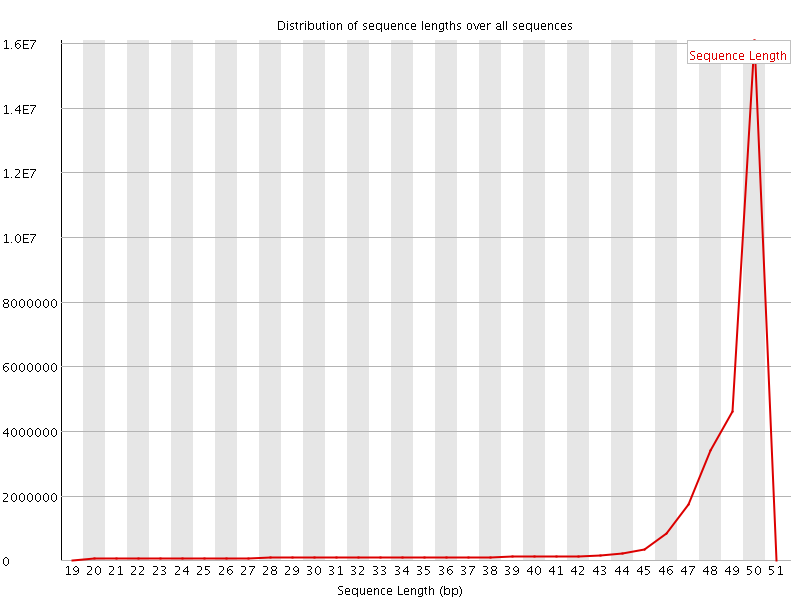 Distribution of sequence lengths over all sequences
Sequence Length
1.6E7
1.4E7
1.2E7
1.0E7
8000000
6000000
4000000
2000000
0
19 20 21 22 23 24 25 26 27 28 29 30 31 32 33 34 35 36 37 38 39 40 41 42 43 44 45 46 47 48 49 50 51
Sequence Length (bp)